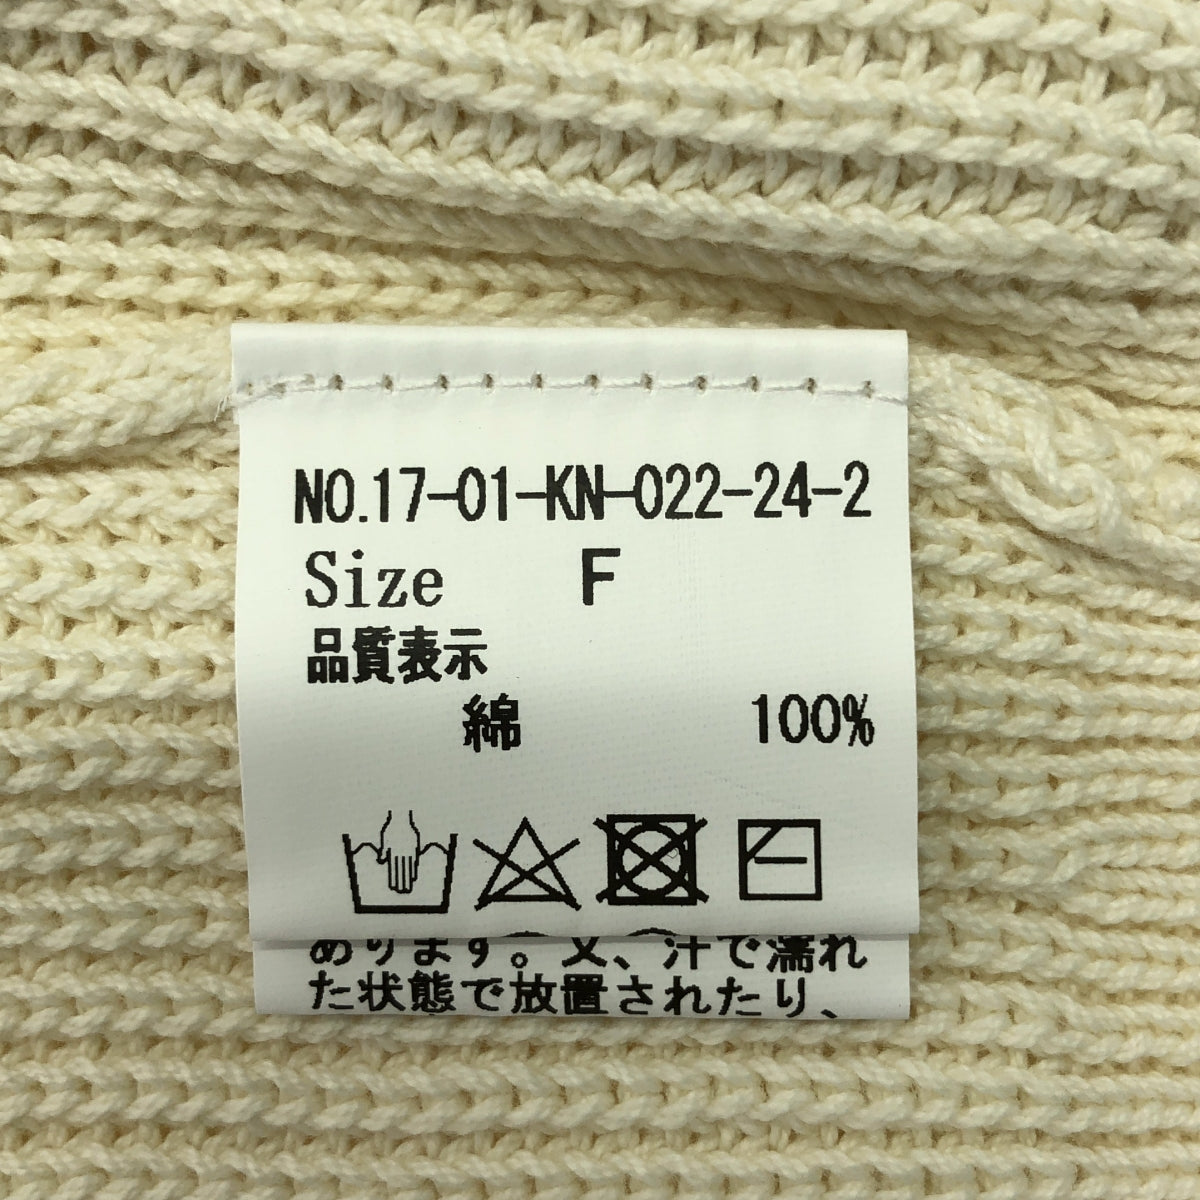 NO.17-01-KN-022-24-2
Size F
品質表示
綿 100%
あります。又、汗で濡れ
た状態で放置されたり、